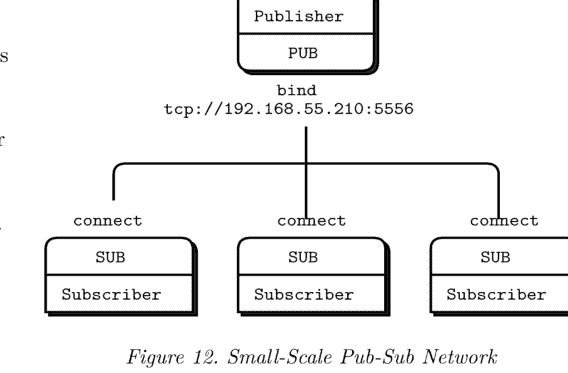 Publisher
PUB
bind
tcp://192.168.55.210:5556
connect connect connect
SUB SUB SUB
Subscriber Subscriber Subscriber
Figure 12. Small-Scale Pub-Sub Network